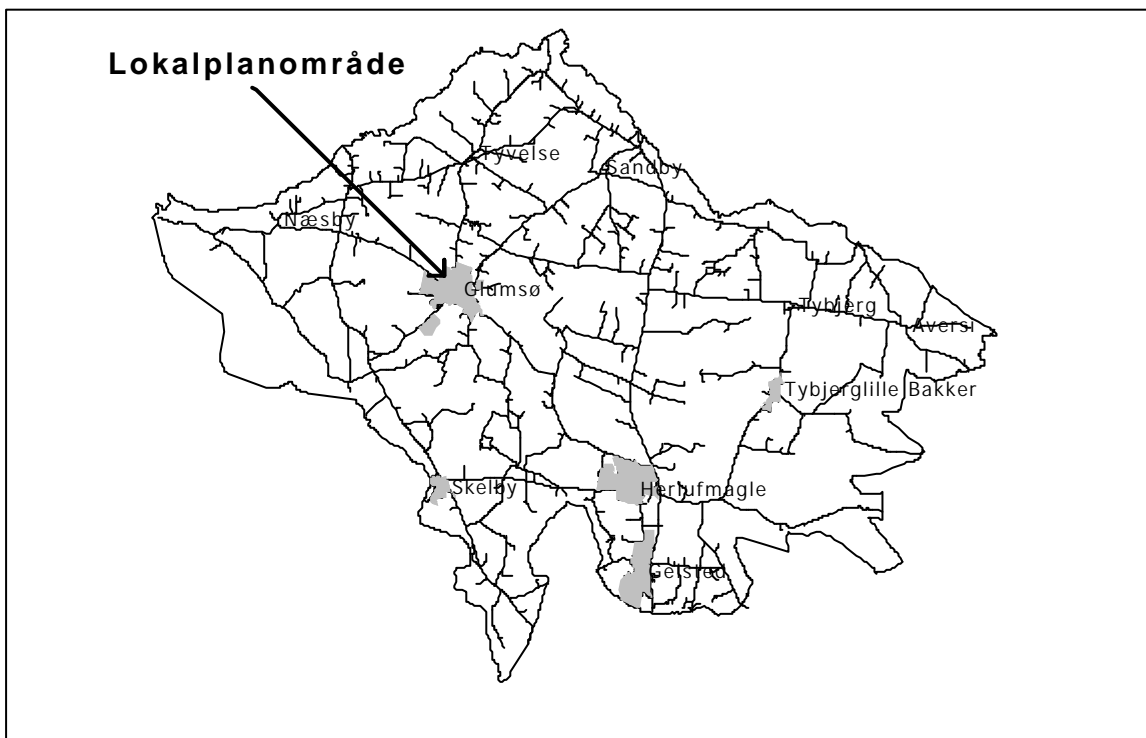 Lokalplanområde
Tyvelse
Sandby
Næsby
Glumsø
Tybjerg
Aversi
Tybjerglille Bakker
Skelby
Herlufmagle
Gelsted